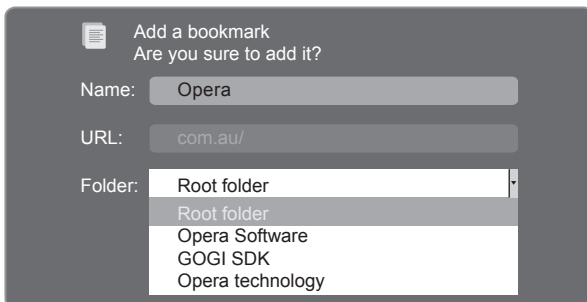 Add a bookmark
Are you sure to add it?
Name: Opera
URL: com.au/
Folder: Root folder
Root folder
Opera Software
GOGI SDK
Opera technology